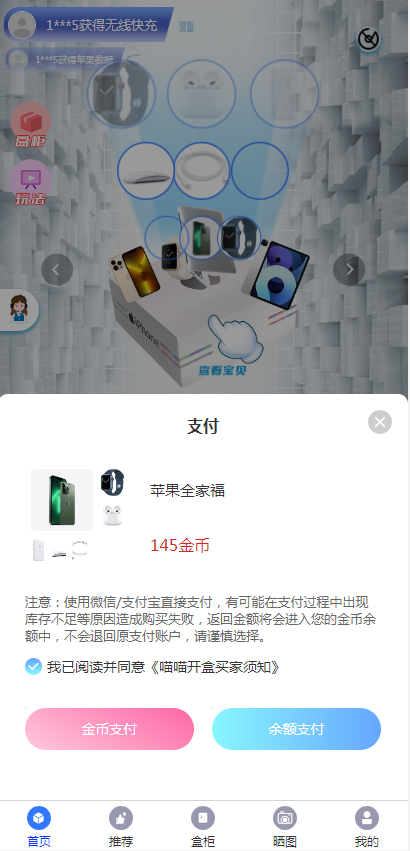 1***5获得无线快充
1***5获得苹果数据
盒柜
玩法
iPhone
查看宝贝
支付
苹果全家福
145金币
注意：使用微信/支付宝直接支付，有可能在支付过程中出现
库存不足等原因造成购买失败，返回金额将会进入您的金币余
额中，不会退回原支付账户，请谨慎选择。
我已阅读并同意《喵喵开盒买家须知》
金币支付
余额支付
首页
推荐
盒柜
晒图
我的